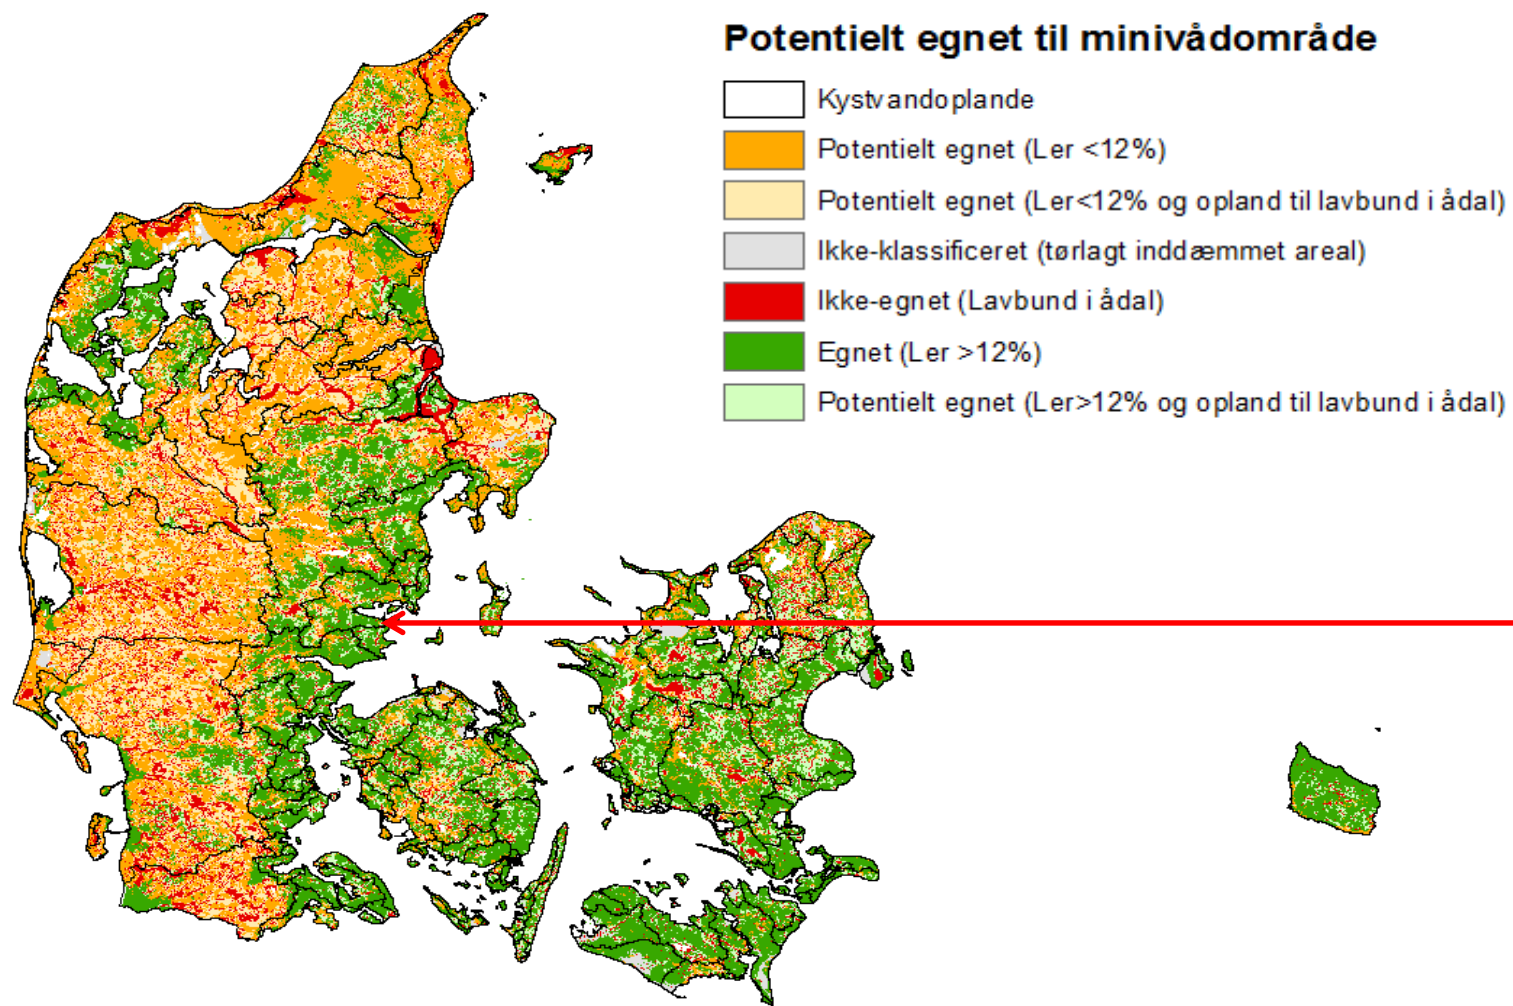 Potentielt egnet til minivådområde
Kystvandoplande
Potentielt egnet (Ler <12%)
Potentielt egnet (Ler<12% og opland til lavbund i ådal)
Ikke-klassificeret (tørlagt inddæmmet areal)
Ikke-egnet (Lavbund i ådal)
Egnet (Ler >12%)
Potentielt egnet (Ler>12% og opland til lavbund i ådal)